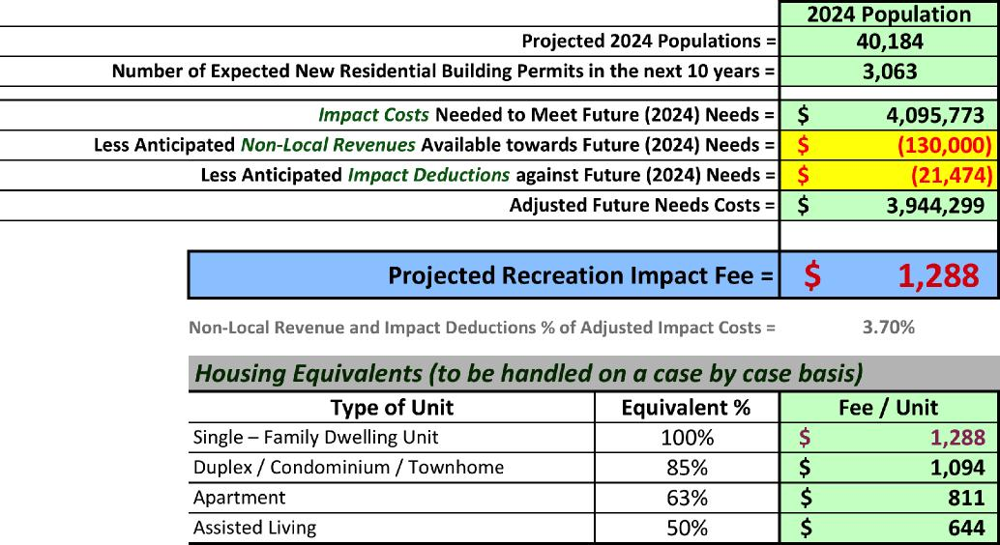 2024 Population
Projected 2024 Populations = 40,184
Number of Expected New Residential Building Permits in the next 10 years = 3,063
Impact Costs Needed to Meet Future (2024) Needs = $ 4,095,773
Less Anticipated Non-Local Revenues Available towards Future (2024) Needs = $ (130,000)
Less Anticipated Impact Deductions against Future (2024) Needs = $ (21,474)
Adjusted Future Needs Costs = $ 3,944,299
Projected Recreation Impact Fee = $ 1,288
Non-Local Revenue and Impact Deductions % of Adjusted Impact Costs = 3.70%
Housing Equivalents (to be handled on a case by case basis)
Type of Unit Equivalent % Fee / Unit
Single – Family Dwelling Unit 100% $ 1,288
Duplex / Condominium / Townhome 85% $ 1,094
Apartment 63% $ 811
Assisted Living 50% $ 644